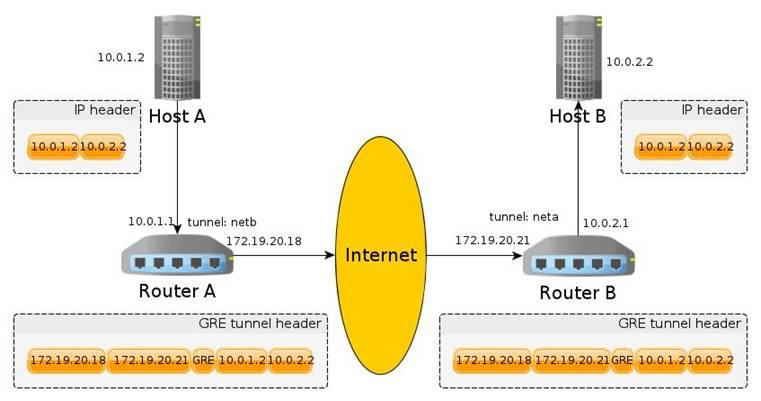 10.0.1.2
10.0.2.2
Host A
Host B
IP header
10.0.1.2 10.0.2.2
IP header
10.0.1.2 10.0.2.2
10.0.1.1
tunnel: netb
172.19.20.18
Internet
tunnel: neta
10.0.2.1
172.19.20.21
Router A
Router B
GRE tunnel header
172.19.20.18 172.19.20.21 GRE 10.0.1.2 10.0.2.2
GRE tunnel header
172.19.20.18 172.19.20.21 GRE 10.0.1.2 10.0.2.2